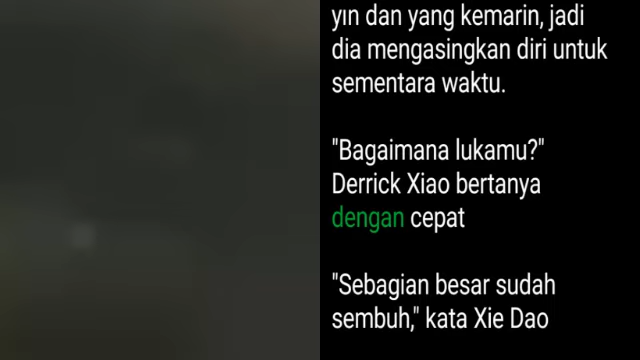 yin dan yang kemarin, jadi
dia mengasingkan diri untuk
sementara waktu.
"Bagaimana lukamu?"
Derrick Xiao bertanya
dengan cepat
"Sebagian besar sudah
sembuh," kata Xie Dao